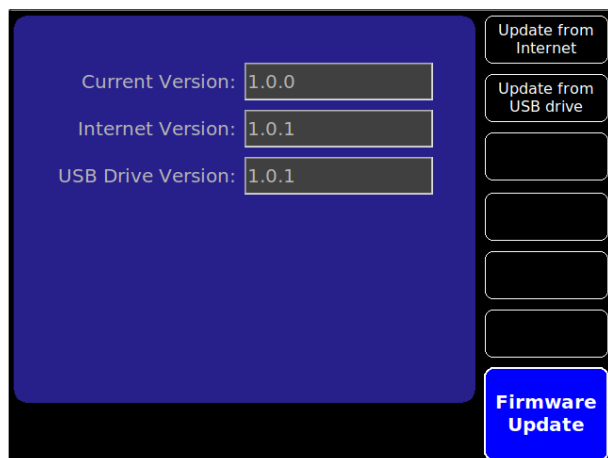 Current Version: 1.0.0
Internet Version: 1.0.1
USB Drive Version: 1.0.1
Update from
Internet
Update from
USB drive
Firmware
Update